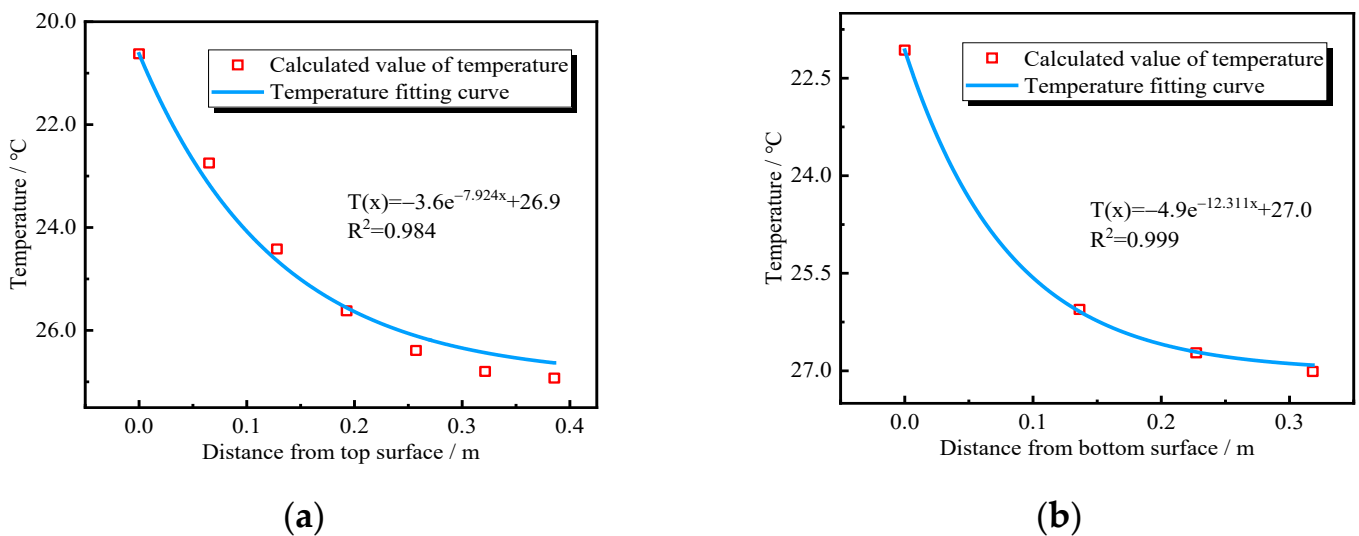 20.0
22.0
24.0
26.0
Temperature / °C
Calculated value of temperature
Temperature fitting curve
T(x)=−3.6e^−7.924x+26.9
R²=0.984
0.0 0.1 0.2 0.3 0.4
Distance from top surface / m
(a)
22.5
24.0
25.5
27.0
Temperature / °C
Calculated value of temperature
Temperature fitting curve
T(x)=−4.9e^−12.311x+27.0
R²=0.999
0.0 0.1 0.2 0.3
Distance from bottom surface / m
(b)